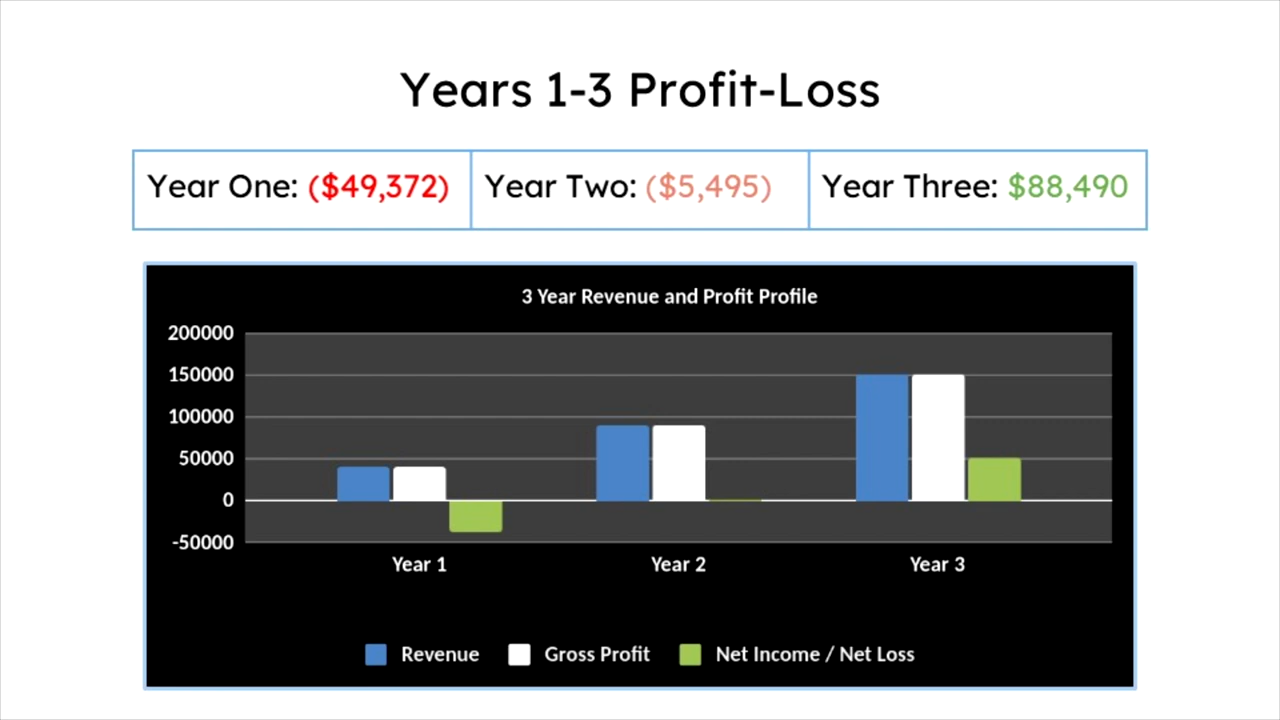 Years 1-3 Profit-Loss
Year One: ($49,372) Year Two: ($5,495) Year Three: $88,490
3 Year Revenue and Profit Profile
200000
150000
100000
50000
0
-50000
Year 1 Year 2 Year 3
Revenue Gross Profit Net Income / Net Loss